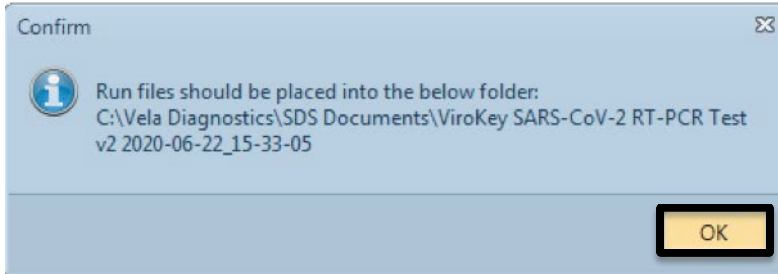 Confirm
Run files should be placed into the below folder:
C:\Vela Diagnostics\SDS Documents\ViroKey SARS-CoV-2 RT-PCR Test
v2 2020-06-22_15-33-05
OK